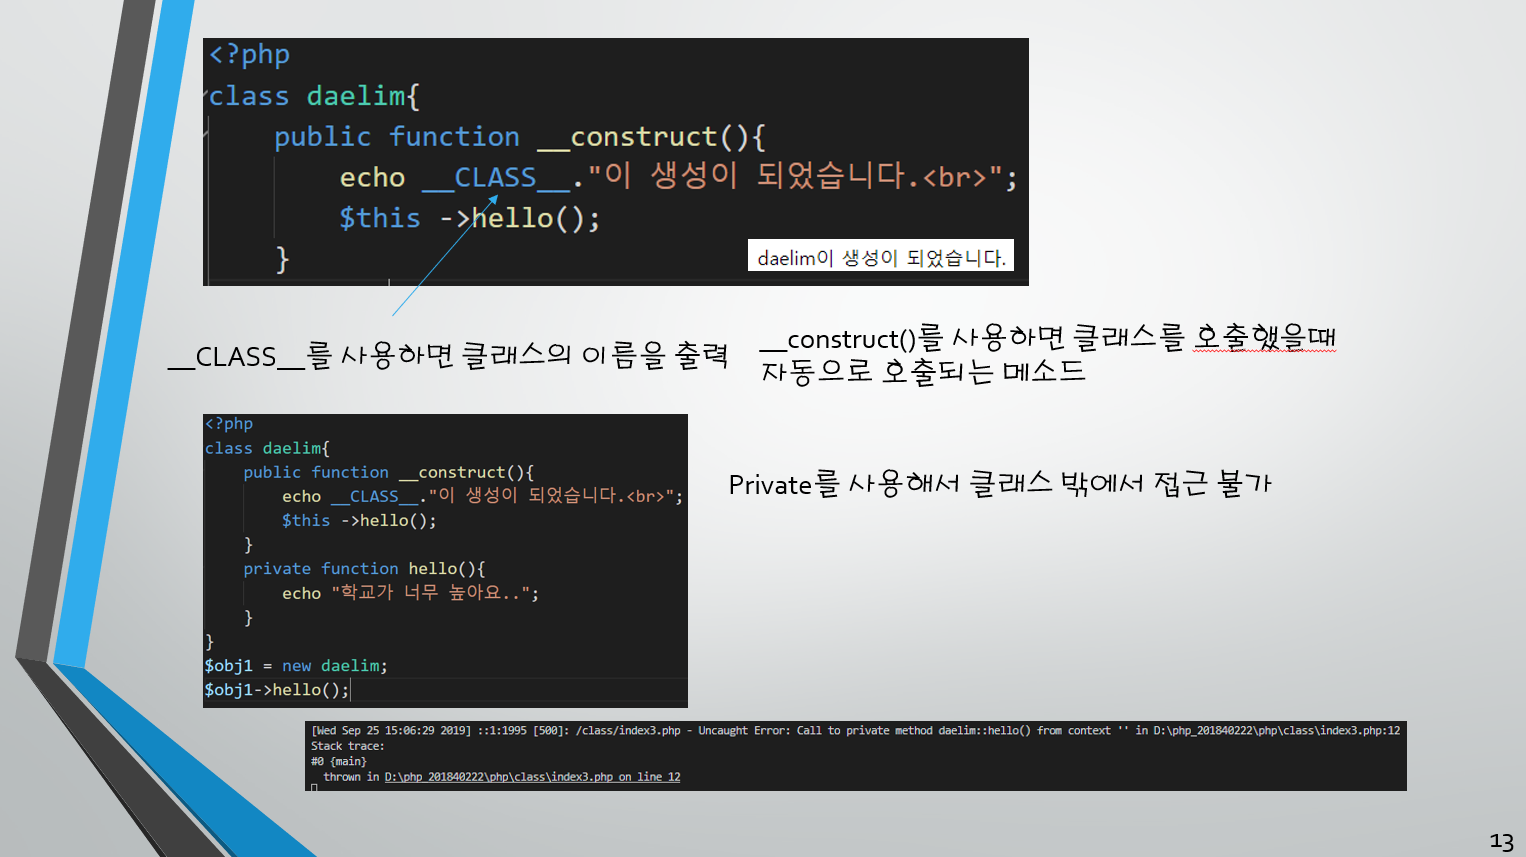 <?php
class daelim{
public function __construct(){
echo __CLASS__."이 생성이 되었습니다.<br>";
$this ->hello();
}
daelim이 생성이 되었습니다.
__CLASS__를 사용하면 클래스의 이름을 출력
__construct()를 사용하면 클래스를 호출했을때
자동으로 호출되는 메소드
<?php
class daelim{
public function __construct(){
echo __CLASS__."이 생성이 되었습니다.<br>";
$this ->hello();
}
private function hello(){
echo "학교가 너무 높아요..";
}
}
$obj1 = new daelim;
$obj1->hello();
Private를 사용해서 클래스 밖에서 접근 불가
[Wed Sep 25 15:06:29 2019] ::1:1995 [500]: /class/index3.php - Uncaught Error: Call to private method daelim::hello() from context '' in D:\php_201840222\php\class\index3.php:12
Stack trace:
#0 {main}
thrown in D:\php_201840222\php\class\index3.php on line 12
13